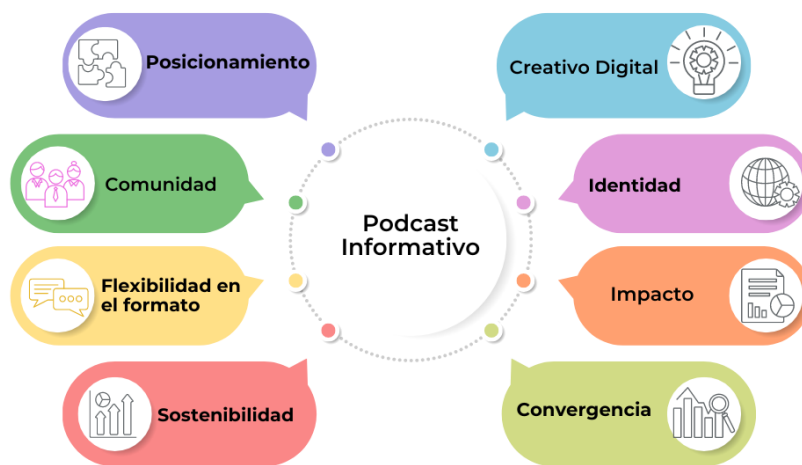 Posicionamiento
Creativo Digital
Comunidad
Identidad
Podcast
Informativo
Flexibilidad en
el formato
Impacto
Sostenibilidad
Convergencia